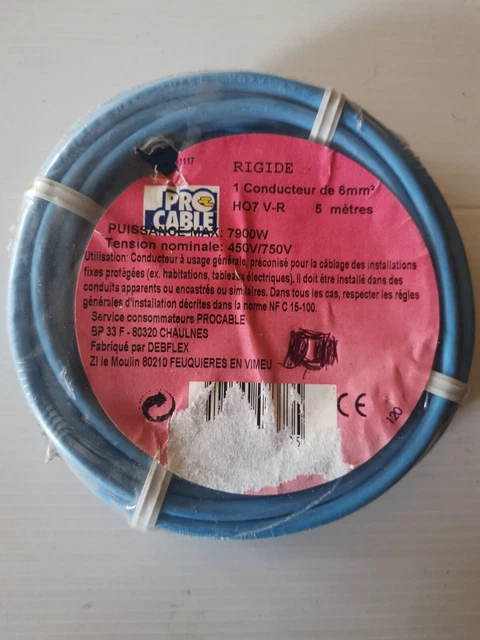 1117
RIGIDE
1 Conducteur de 6mm²
HO7 V-R 5 mètres
PRO
CABLE
PUISSANCE MAX: 7900W
Tension nominale: 450V/750V
Utilisation: Conducteur à usage générale, préconisé pour la câblage des installations
fixes protégées (ex. habitations, tableaux électriques). Il doit être installé dans des
conduits apparents ou encastrés ou similaires. Dans tous les cas, respecter les règles
générales d'installation décrites dans la norme NF C 15-100.
Service consommateurs PROCABLE
BP 33 F - 80320 CHAULNES
Fabriqué par DEBFLEX
ZI le Moulin 80210 FEUQUIERES EN VIMEU
CE
120